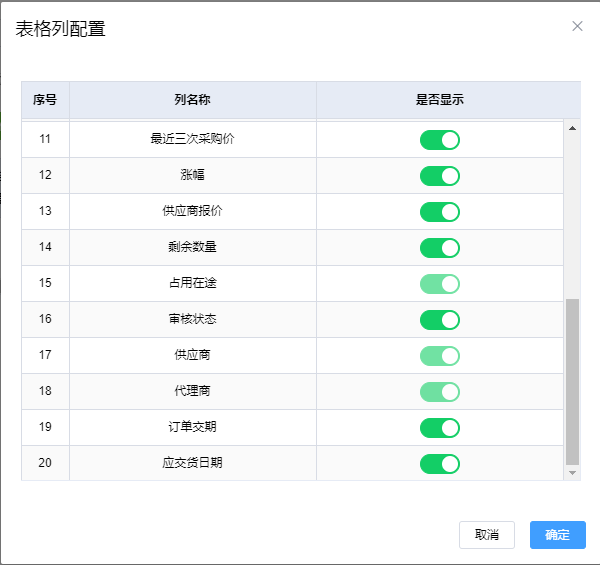 表格列配置
序号 列名称 是否显示
11 最近三次采购价
12 涨幅
13 供应商报价
14 剩余数量
15 占用在途
16 审核状态
17 供应商
18 代理商
19 订单交期
20 应交货日期
取消 确定